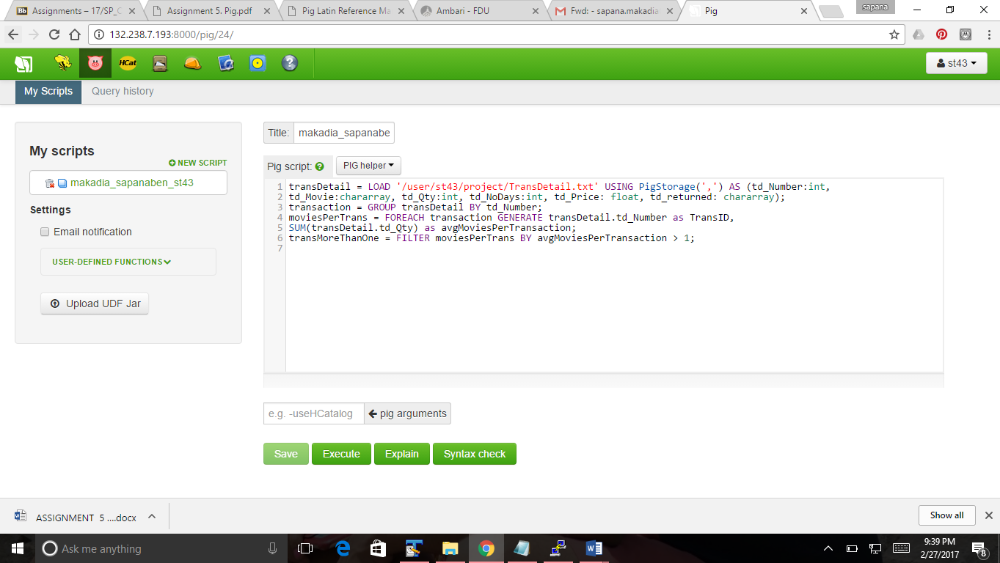 Assignments – 17/SP_C
Assignment 5. Pig.pdf
Pig Latin Reference Ma
Ambari - FDU
Fwd: - sapana.makadia
Pig
sapana
132.238.7.193:8000/pig/24/
HCat
st43
My Scripts
Query history
My scripts
NEW SCRIPT
makadia_sapanaben_st43
Settings
Email notification
USER-DEFINED FUNCTIONS
Upload UDF Jar
Title: makadia_sapanabe
Pig script: PIG helper
1 transDetail = LOAD '/user/st43/project/TransDetail.txt' USING PigStorage(',') AS (td_Number:int,
2 td_Movie:chararray, td_Qty:int, td_NoDays:int, td_Price: float, td_returned: chararray);
3 transaction = GROUP transDetail BY td_Number;
4 moviesPerTrans = FOREACH transaction GENERATE transDetail.td_Number as TransID,
5 SUM(transDetail.td_Qty) as avgMoviesPerTransaction;
6 transMoreThanOne = FILTER moviesPerTrans BY avgMoviesPerTransaction > 1;
7
e.g. -useHCatalog
pig arguments
Save
Execute
Explain
Syntax check
ASSIGNMENT 5 ....docx
Show all
Ask me anything
9:39 PM
2/27/2017
8